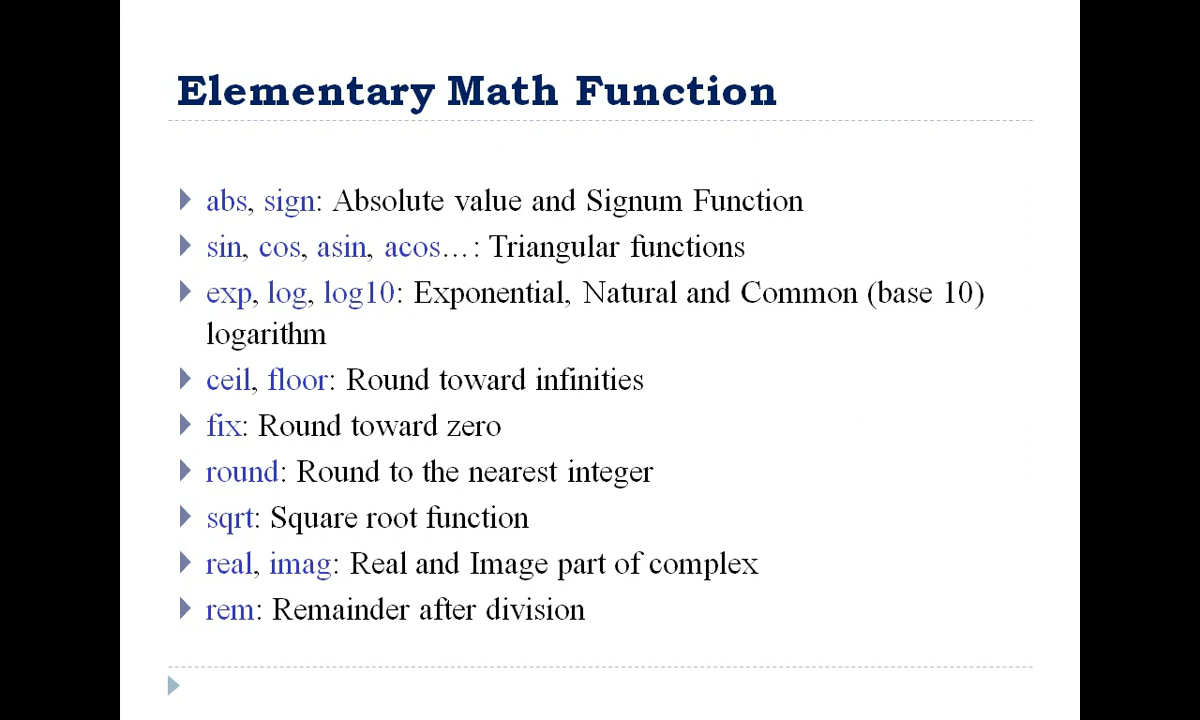 Elementary Math Function
abs, sign: Absolute value and Signum Function
sin, cos, asin, acos…: Triangular functions
exp, log, log10: Exponential, Natural and Common (base 10)
logarithm
ceil, floor: Round toward infinities
fix: Round toward zero
round: Round to the nearest integer
sqrt: Square root function
real, imag: Real and Image part of complex
rem: Remainder after division